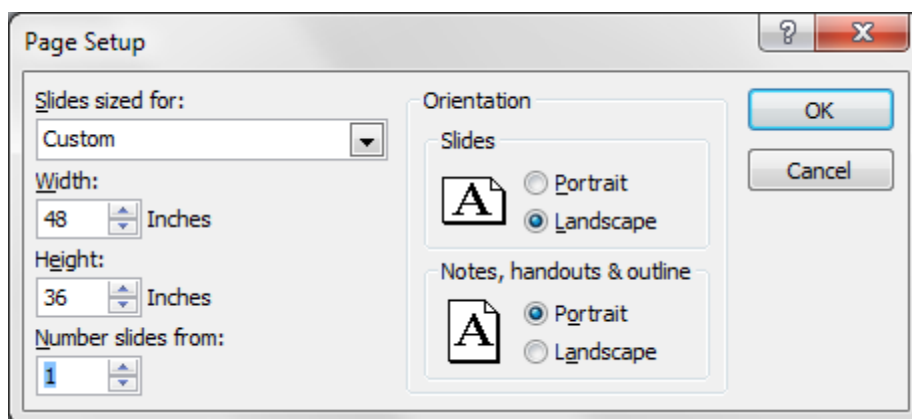 Page Setup
Slides sized for:
Custom
Width:
48 Inches
Height:
36 Inches
Number slides from:
1
Orientation
Slides
A
Portrait
Landscape
Notes, handouts & outline
A
Portrait
Landscape
OK
Cancel